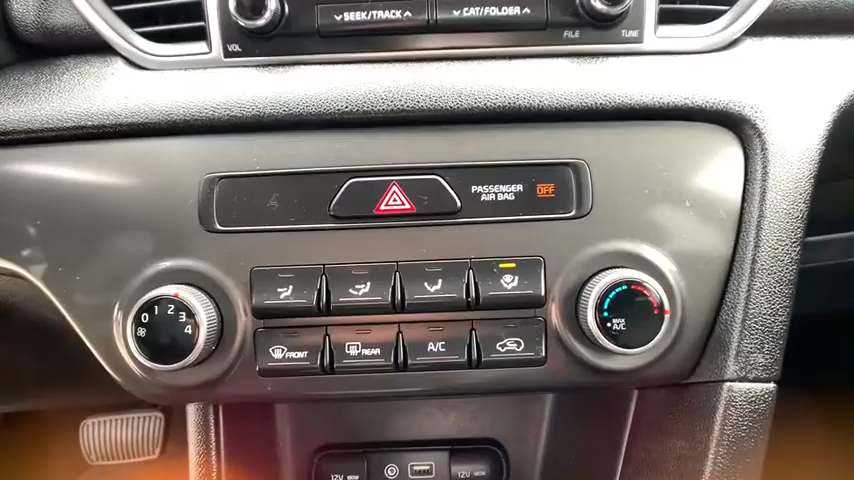 SEEK/TRACK
CAT/FOLDER
VOL
FILE
TUNE
PASSENGER
AIR BAG
OFF
0 1 2 3 4
FRONT
REAR
A/C
MAX
A/C
12V
12V